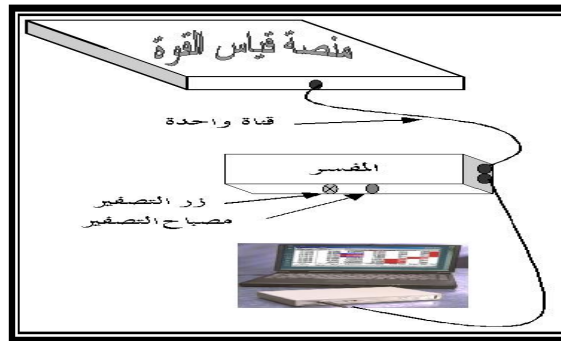 منصة قياس القوة
قناة واحدة
المفسر
زر التصفير
مصباح التصفير